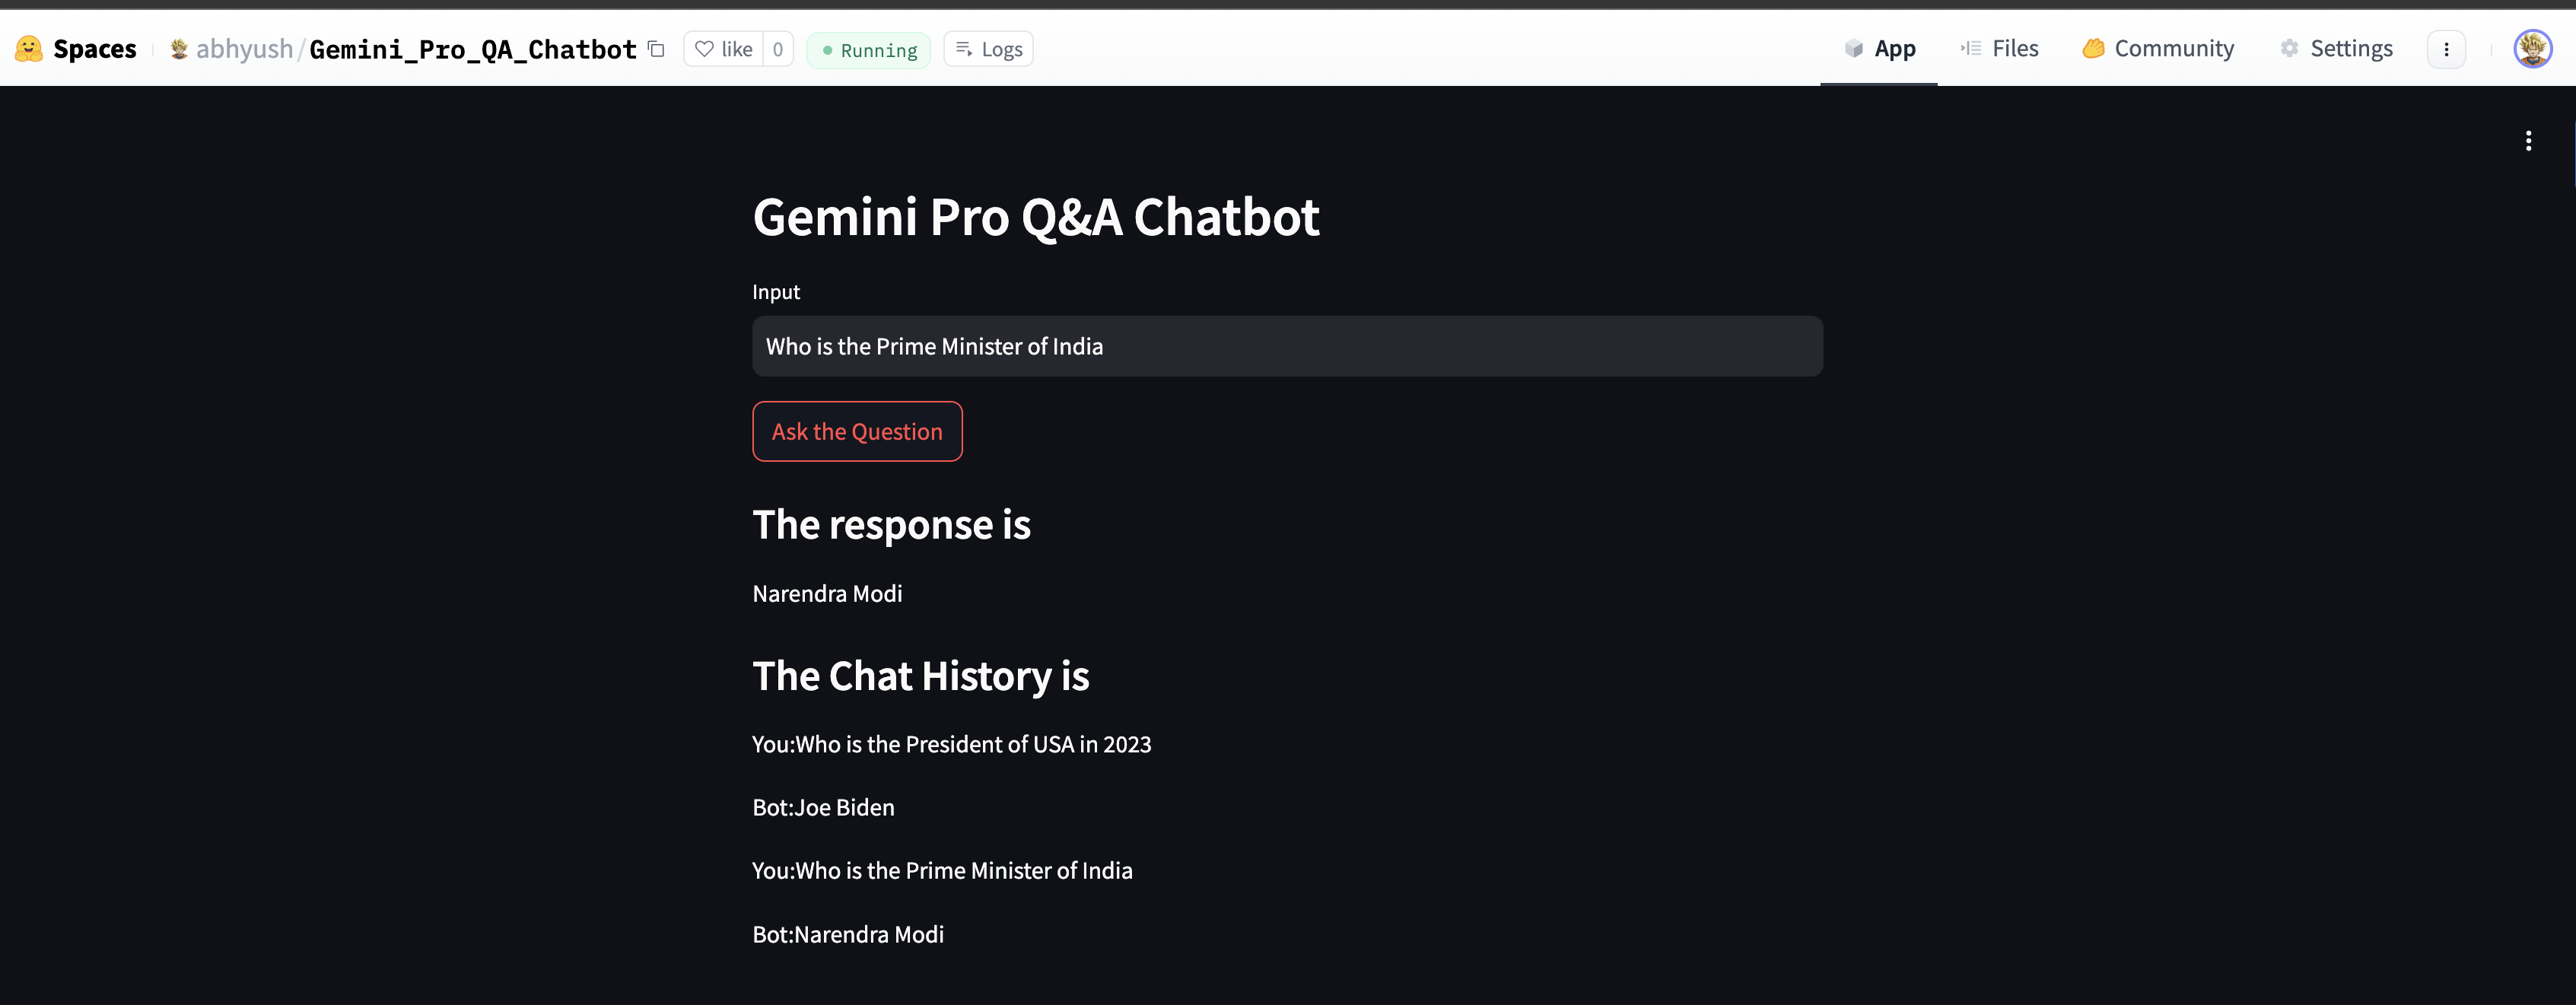 Spaces abhyush/Gemini_Pro_QA_Chatbot like 0 Running Logs App Files Community Settings
Gemini Pro Q&A Chatbot
Input
Who is the Prime Minister of India
Ask the Question
The response is
Narendra Modi
The Chat History is
You:Who is the President of USA in 2023
Bot:Joe Biden
You:Who is the Prime Minister of India
Bot:Narendra Modi